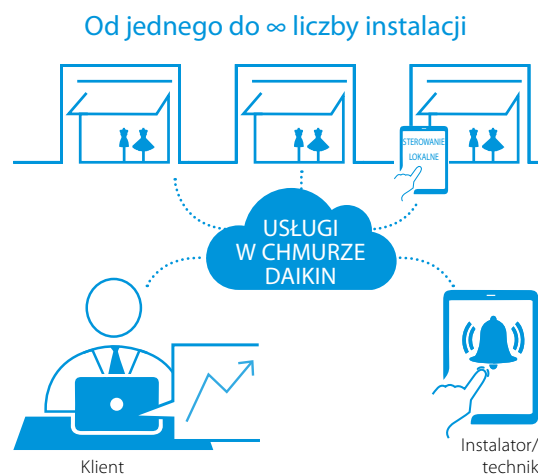 Od jednego do ∞ liczby instalacji
STEROWANIE
LOKALNE
USŁUGI
W CHMURZE
DAIKIN
Klient
Instalator/
technik